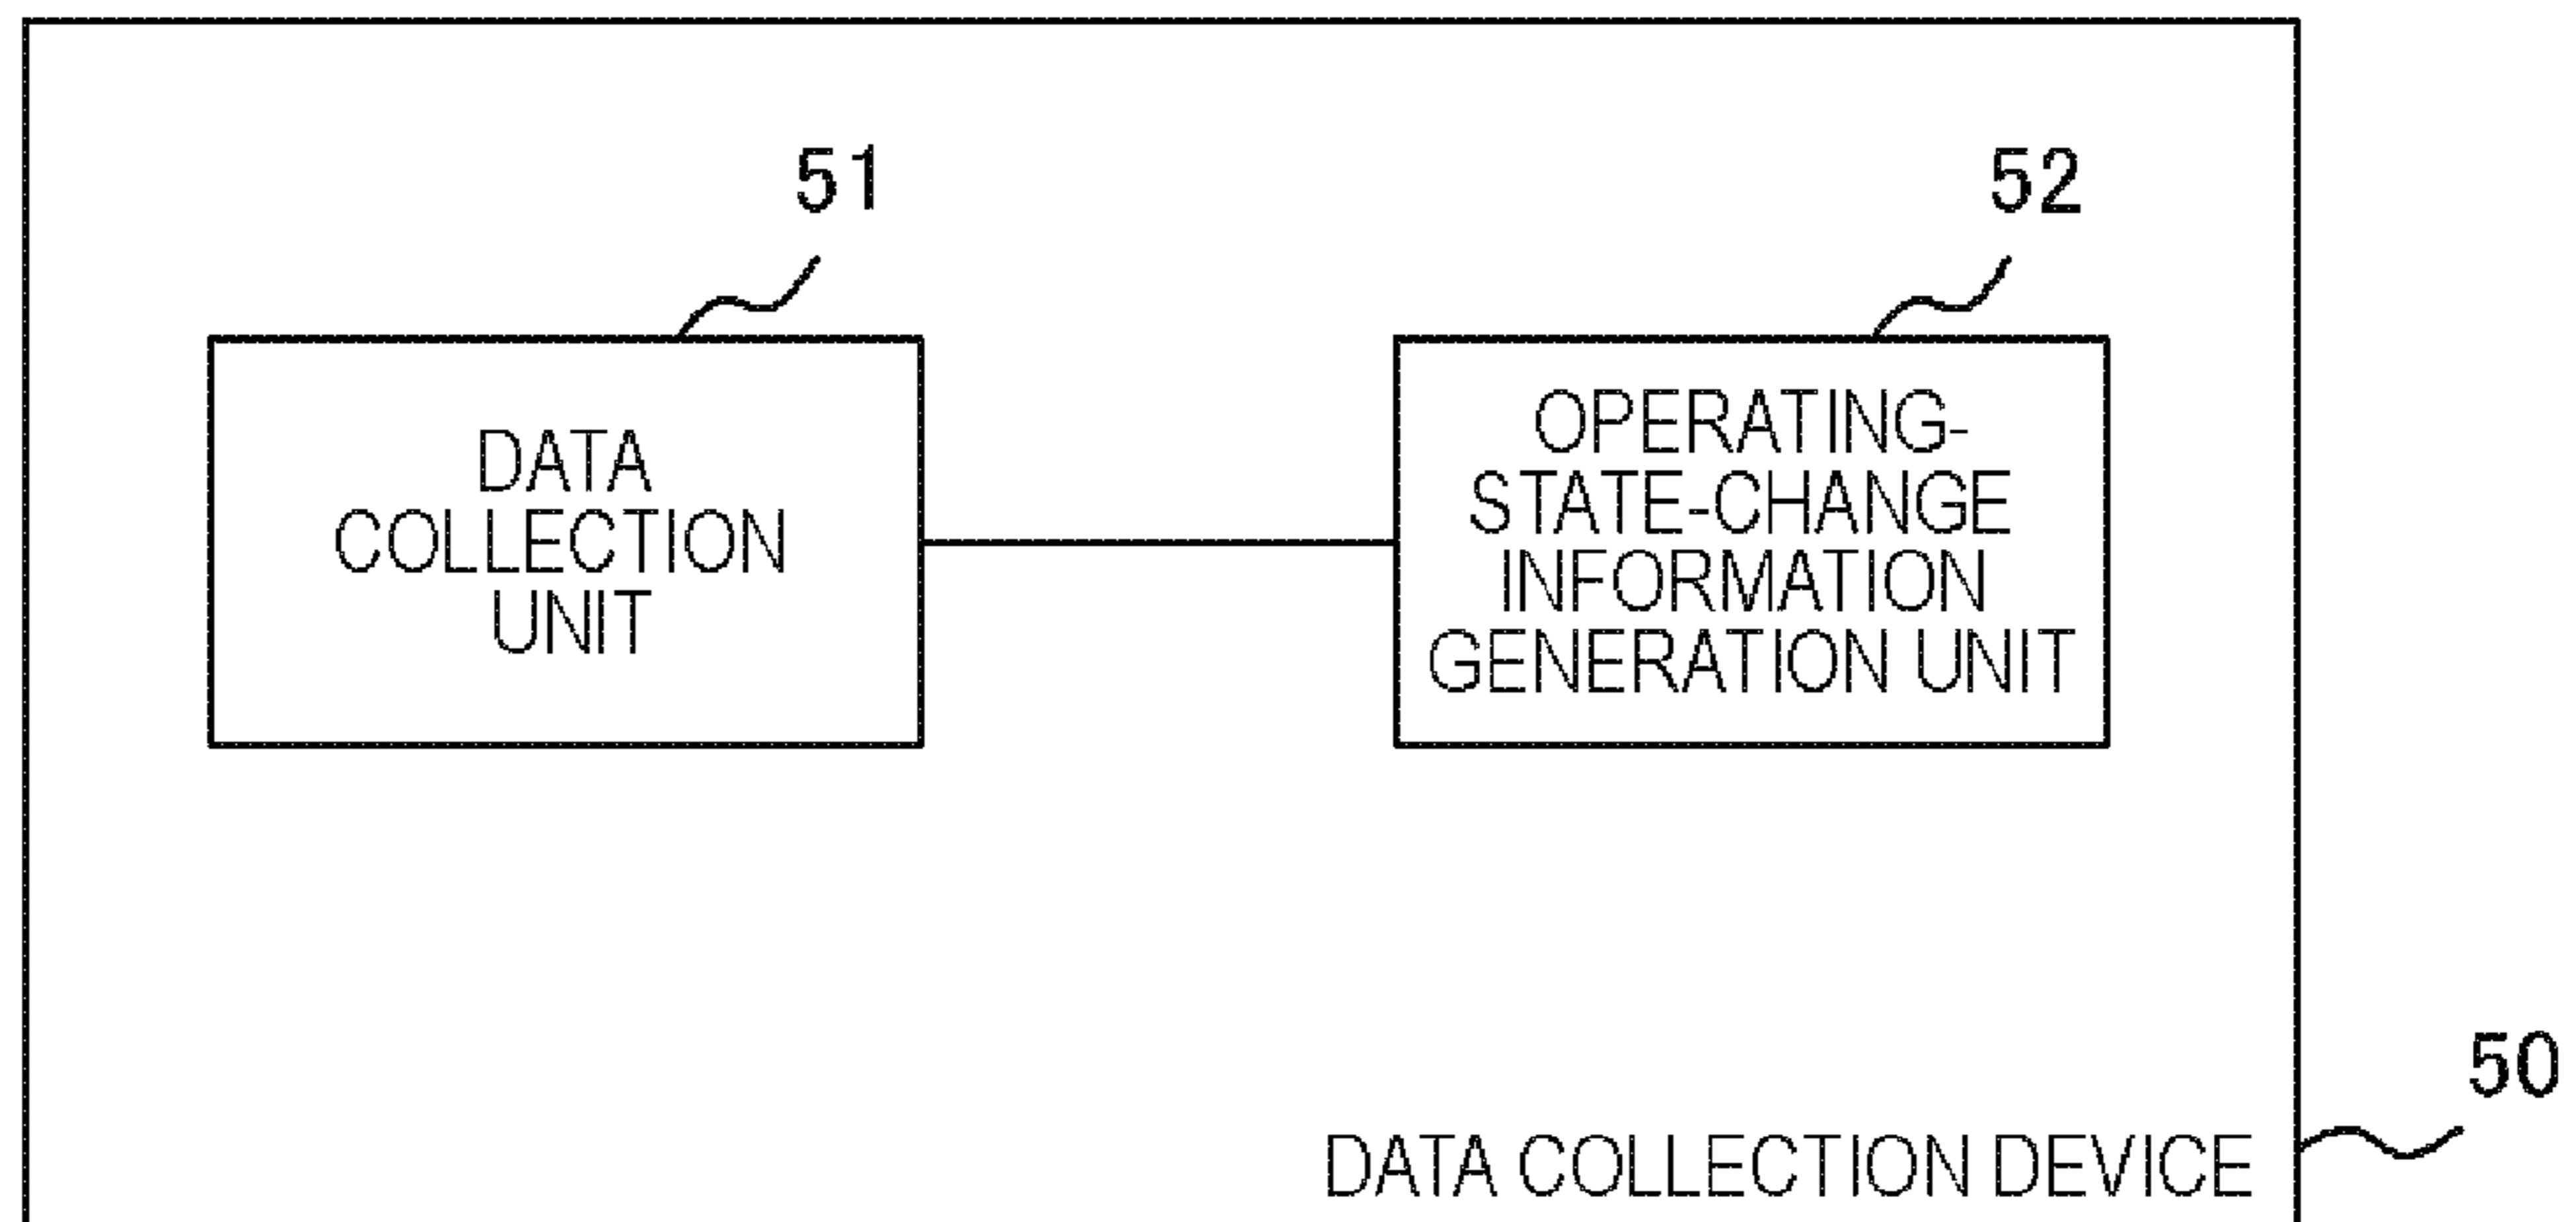 51
52
DATA
COLLECTION
UNIT
OPERATING-
STATE-CHANGE
INFORMATION
GENERATION UNIT
50
DATA COLLECTION DEVICE